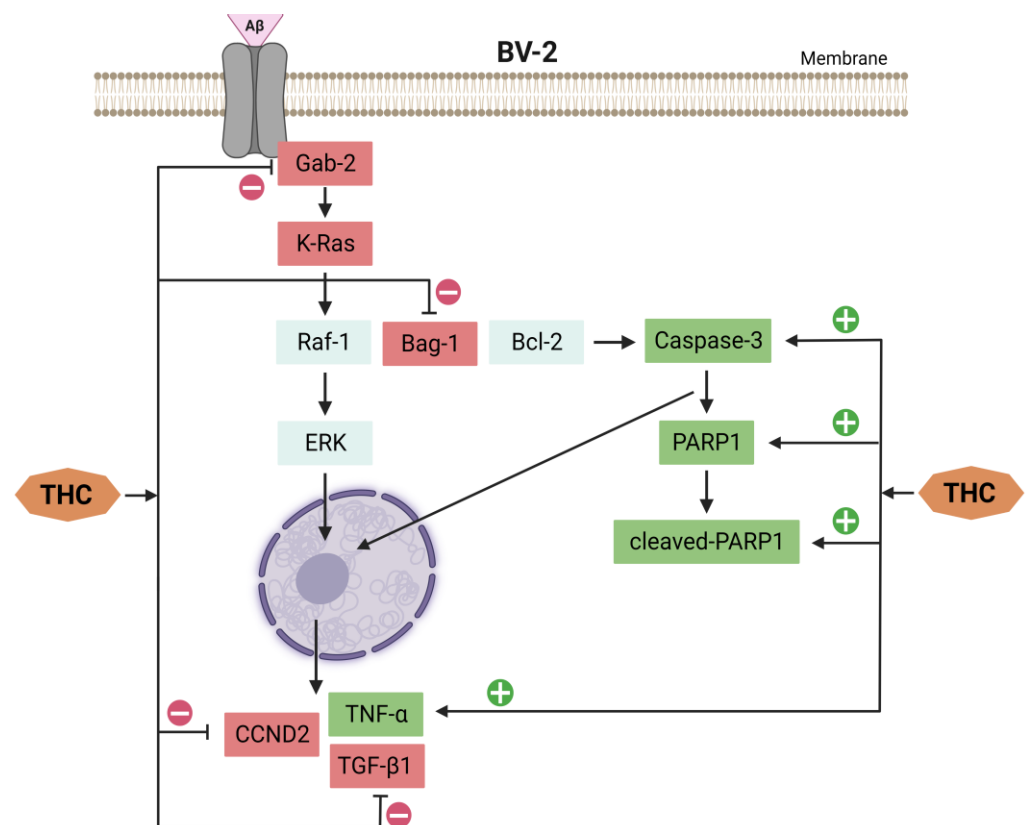 Aβ
BV-2
Membrane
Gab-2
K-Ras
Raf-1
Bag-1
Bcl-2
Caspase-3
ERK
PARP1
THC
THC
cleaved-PARP1
TNF-α
CCND2
TGF-β1